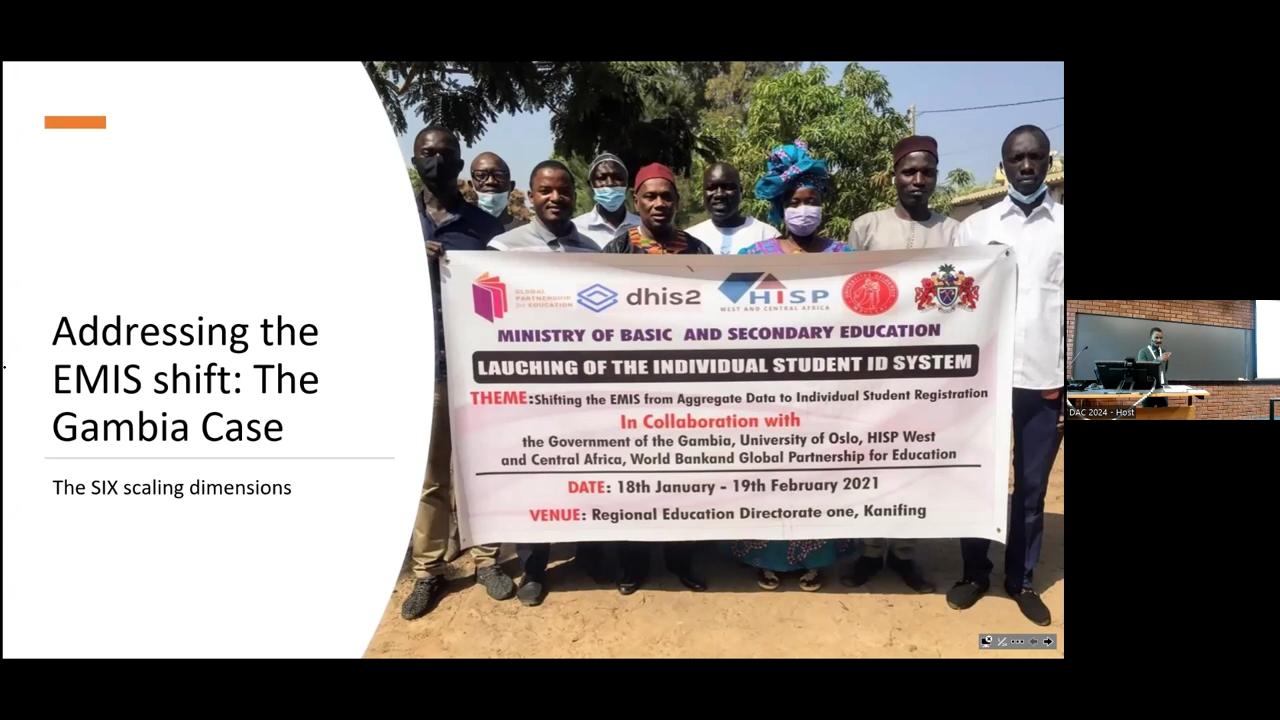 Addressing the
EMIS shift: The
Gambia Case
The SIX scaling dimensions
GLOBAL
PARTNERSHIP
for EDUCATION
dhis2
HISP
WEST AND CENTRAL AFRICA
MINISTRY OF BASIC AND SECONDARY EDUCATION
LAUCHING OF THE INDIVIDUAL STUDENT ID SYSTEM
THEME:Shifting the EMIS from Aggregate Data to Individual Student Registration
In Collaboration with
the Government of the Gambia, University of Oslo, HISP West
and Central Africa, World Bankand Global Partnership for Education
DATE: 18th January - 19th February 2021
VENUE: Regional Education Directorate one, Kanifing
DAC 2024 - Host